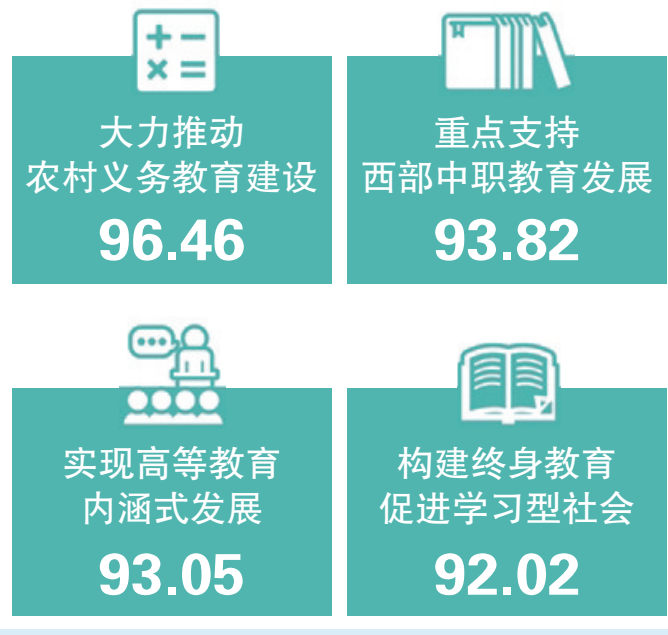 大力推动
农村义务教育建设
96.46
重点支持
西部中职教育发展
93.82
实现高等教育
内涵式发展
93.05
构建终身教育
促进学习型社会
92.02